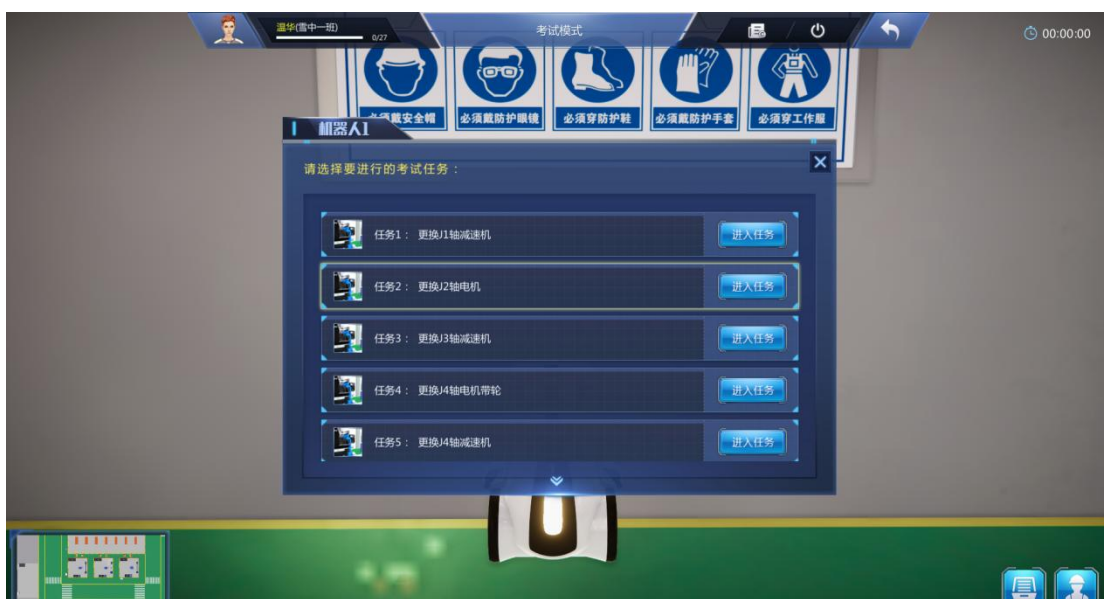 温华(雪中一班)
0/27
考试模式
00:00:00
必须戴安全帽
必须戴防护眼镜
必须穿防护鞋
必须戴防护手套
必须穿工作服
机器人1
请选择要进行的考试任务：
任务1： 更换J1轴减速机
进入任务
任务2： 更换J2轴电机
进入任务
任务3： 更换J3轴减速机
进入任务
任务4： 更换J4轴电机带轮
进入任务
任务5： 更换J4轴减速机
进入任务